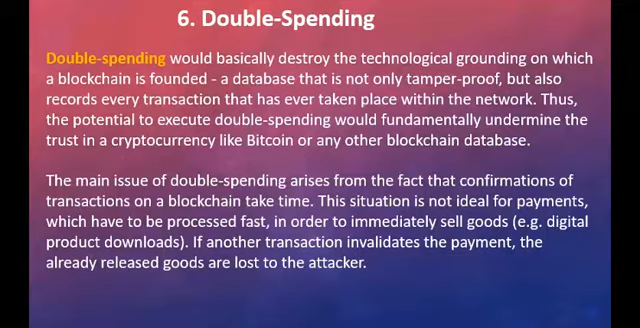 6. Double-Spending
Double-spending would basically destroy the technological grounding on which
a blockchain is founded - a database that is not only tamper-proof, but also
records every transaction that has ever taken place within the network. Thus,
the potential to execute double-spending would fundamentally undermine the
trust in a cryptocurrency like Bitcoin or any other blockchain database.
The main issue of double-spending arises from the fact that confirmations of
transactions on a blockchain take time. This situation is not ideal for payments,
which have to be processed fast, in order to immediately sell goods (e.g. digital
product downloads). If another transaction invalidates the payment, the
already released goods are lost to the attacker.